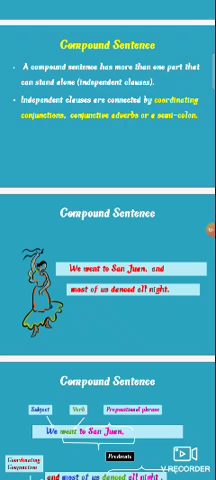 Compound Sentence
• A compound sentence has more than one part that
can stand alone (independent clauses).
• Independent clauses are connected by coordinating
conjunctions, conjunctive adverbs or a semi-colon.
Compound Sentence
We went to San Juan, and
most of us danced all night.
Compound Sentence
Subject Verb Prepositional phrase
We went to San Juan,
Predicate
Coordinating
Conjunction
and most of us danced all night .
V RECORDER